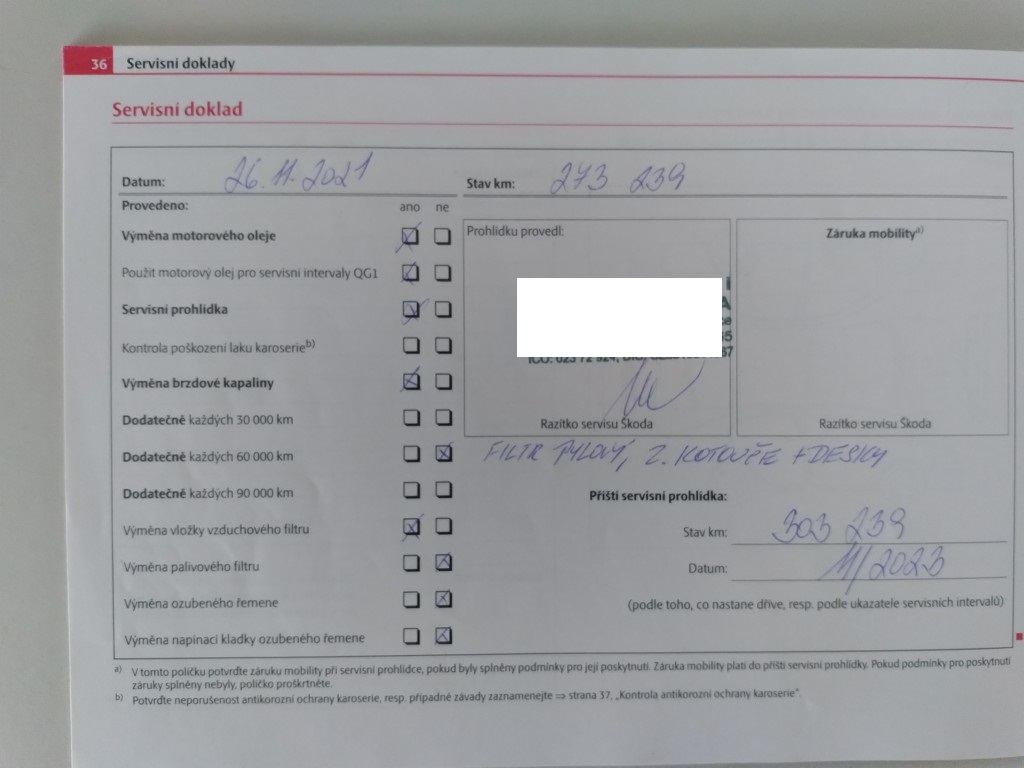 36 Servisní doklady
Servisní doklad
Datum: 26.11.2021 Stav km: 273 239
Provedeno: ano ne
Výměna motorového oleje
Použit motorový olej pro servisní intervaly QG1
Servisní prohlídka
Kontrola poškození laku karoserie b)
Výměna brzdové kapaliny
Dodatečně každých 30 000 km
Dodatečně každých 60 000 km
Dodatečně každých 90 000 km
Výměna vložky vzduchového filtru
Výměna palivového filtru
Výměna ozubeného řemene
Výměna napínací kladky ozubeného řemene
Prohlídku provedl:
Razítko servisu Škoda
Záruka mobility a)
Razítko servisu Škoda
FILTR PYLOVÝ, Z. KOTOUČE + DESKY
Příští servisní prohlídka:
Stav km: 303 239
Datum: 11/2023
(podle toho, co nastane dříve, resp. podle ukazatele servisních intervalů)
a) V tomto políčku potvrďte záruku mobility při servisní prohlídce, pokud byly splněny podmínky pro její poskytnutí. Záruka mobility platí do příští servisní prohlídky. Pokud podmínky pro poskytnutí
záruky splněny nebyly, políčko proškrtněte.
b) Potvrďte neporušenost antikorozní ochrany karoserie, resp. případné závady zaznamenejte ⇒ strana 37, „Kontrola antikorozní ochrany karoserie“.